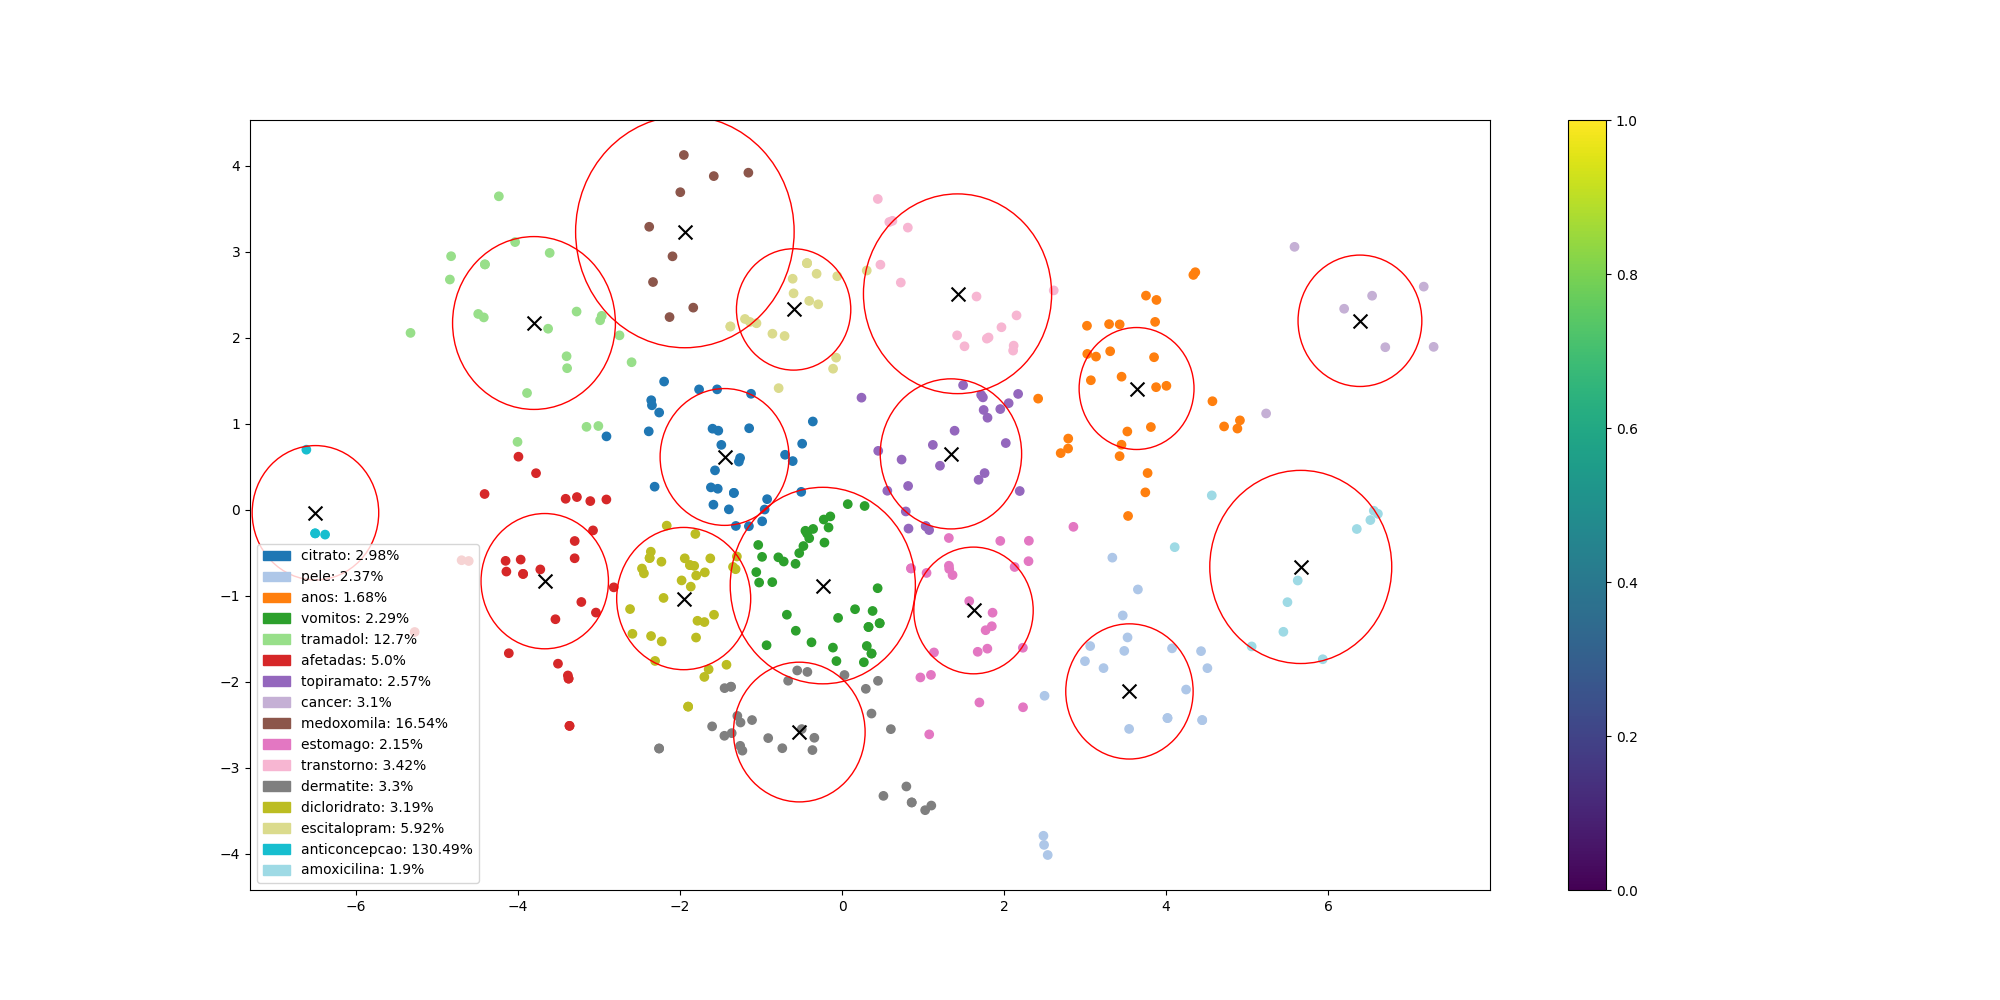 4
3
2
1
0
−1
−2
−3
−4
−6
−4
−2
0
2
4
6
citrato: 2.98%
pele: 2.37%
anos: 1.68%
vomitos: 2.29%
tramadol: 12.7%
afetadas: 5.0%
topiramato: 2.57%
cancer: 3.1%
medoxomila: 16.54%
estomago: 2.15%
transtorno: 3.42%
dermatite: 3.3%
dicloridrato: 3.19%
escitalopram: 5.92%
anticoncepcao: 130.49%
amoxicilina: 1.9%
1.0
0.8
0.6
0.4
0.2
0.0